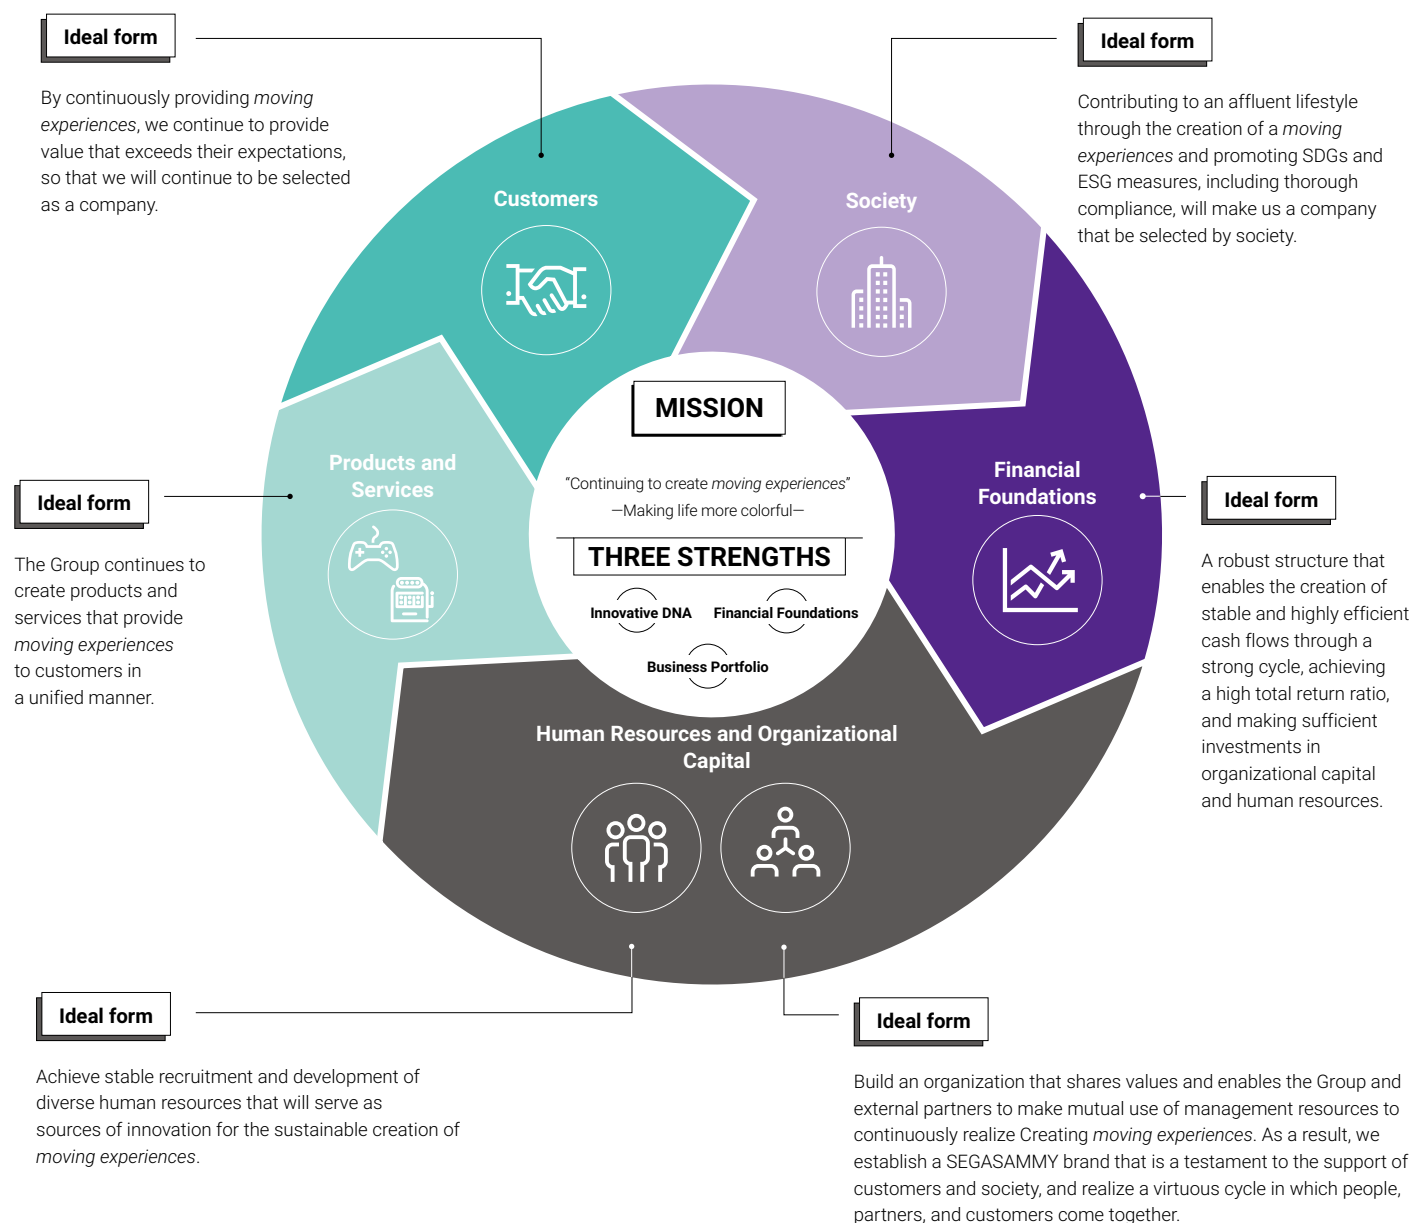 Ideal form
By continuously providing moving
experiences, we continue to provide
value that exceeds their expectations,
so that we will continue to be selected
as a company.
Ideal form
Contributing to an affluent lifestyle
through the creation of a moving
experiences and promoting SDGs and
ESG measures, including thorough
compliance, will make us a company
that be selected by society.
Customers
Society
MISSION
"Continuing to create moving experiences"
—Making life more colorful—
THREE STRENGTHS
Innovative DNA
Financial Foundations
Business Portfolio
Products and
Services
Financial
Foundations
Ideal form
The Group continues to
create products and
services that provide
moving experiences
to customers in
a unified manner.
Ideal form
A robust structure that
enables the creation of
stable and highly efficient
cash flows through a
strong cycle, achieving
a high total return ratio,
and making sufficient
investments in
organizational capital
and human resources.
Human Resources and Organizational
Capital
Ideal form
Achieve stable recruitment and development of
diverse human resources that will serve as
sources of innovation for the sustainable creation of
moving experiences.
Ideal form
Build an organization that shares values and enables the Group and
external partners to make mutual use of management resources to
continuously realize Creating moving experiences. As a result, we
establish a SEGASAMMY brand that is a testament to the support of
customers and society, and realize a virtuous cycle in which people,
partners, and customers come together.